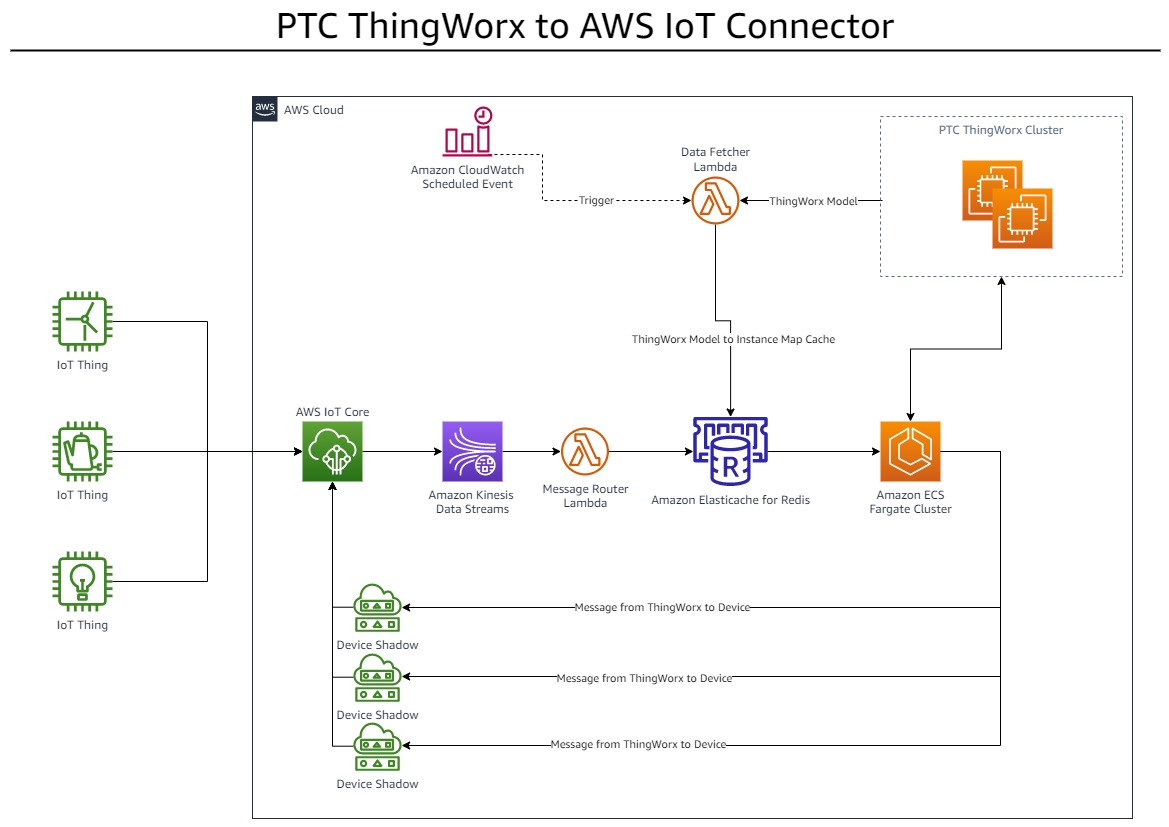 PTC ThingWorx to AWS IoT Connector
aws
AWS Cloud
Amazon CloudWatch
Scheduled Event
Trigger
Data Fetcher
Lambda
ThingWorx Model
PTC ThingWorx Cluster
ThingWorx Model to Instance Map Cache
IoT Thing
IoT Thing
IoT Thing
AWS IoT Core
Amazon Kinesis
Data Streams
Message Router
Lambda
R
Amazon Elasticache for Redis
Amazon ECS
Fargate Cluster
Message from ThingWorx to Device
Device Shadow
Message from ThingWorx to Device
Device Shadow
Message from ThingWorx to Device
Device Shadow